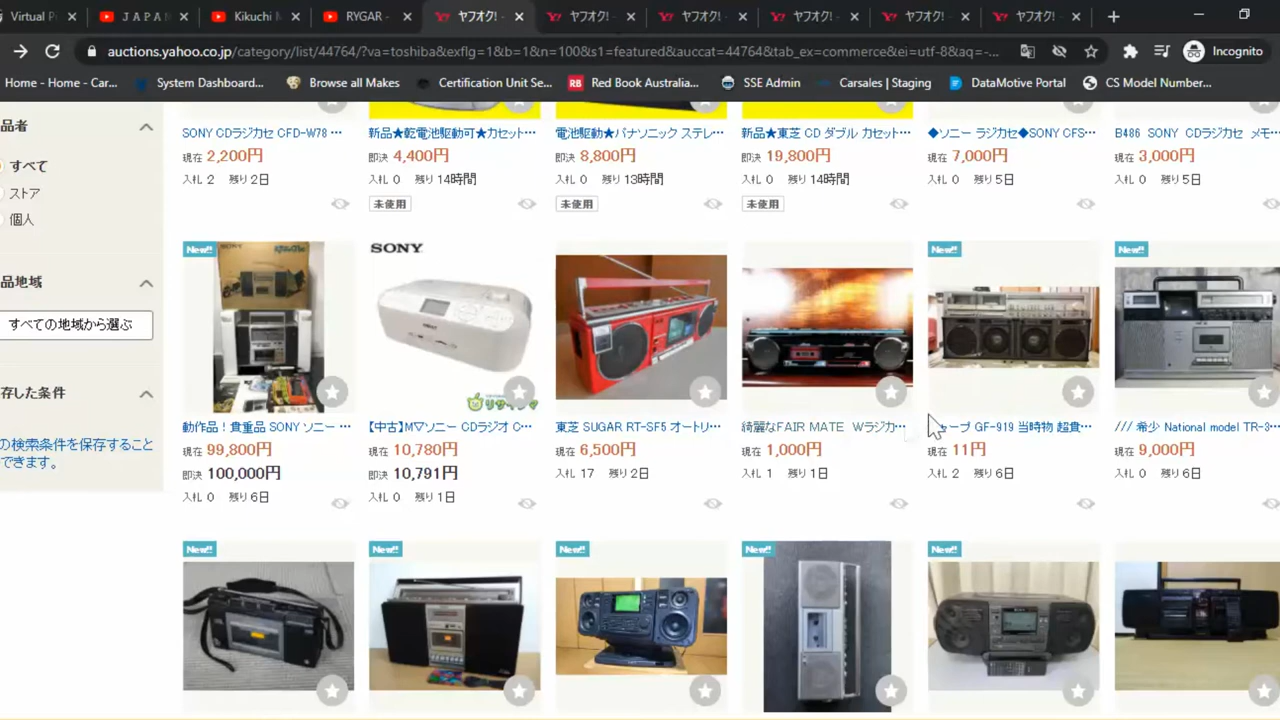 Virtual Pi
J A P A N
Kikuchi M
RYGAR -
ヤフオク! -
ヤフオク! -
ヤフオク! -
ヤフオク! -
ヤフオク! -
ヤフオク! -
auctions.yahoo.co.jp/category/list/44764/?va=toshiba&exflg=1&b=1&n=100&s1=featured&auccat=44764&tab_ex=commerce&ei=utf-8&aq=-...
Incognito
Home - Home - Car...
System Dashboard...
Browse all Makes
Certification Unit Se...
RB Red Book Australia...
SSE Admin
Carsales | Staging
DataMotive Portal
CS Model Number...
品者
すべて
ストア
個人
品地域
すべての地域から選ぶ
存した条件
の検索条件を保存すること
できます。
SONY CDラジカセ CFD-W78 …
現在 2,200円
入札 2 残り 2日
新品★乾電池駆動可★カセット…
即決 4,400円
入札 0 残り 14時間
未使用
電池駆動★パナソニック ステレ…
即決 8,800円
入札 0 残り 13時間
未使用
新品★東芝 CD ダブル カセット…
即決 19,800円
入札 0 残り 14時間
未使用
◆ソニー ラジカセ◆SONY CFS…
現在 7,000円
入札 0 残り 5日
B486 SONY CDラジカセ メモ…
現在 3,000円
入札 0 残り 5日
New!!
SONY
動作品！貴重品 SONY ソニー …
現在 99,800円
即決 100,000円
入札 0 残り 6日
SONY
リサイクル
【中古】M▽ソニー CDラジオ C…
現在 10,780円
即決 10,791円
入札 0 残り 1日
東芝 SUGAR RT-SF5 オートリ…
現在 6,500円
入札 17 残り 2日
綺麗なFAIR MATE Wラジカ…
現在 1,000円
入札 1 残り 1日
New!!
ープ GF-919 当時物 超貴…
現在 11円
入札 2 残り 6日
New!!
/// 希少 National model TR-3…
現在 9,000円
入札 0 残り 6日
New!!
New!!
New!!
New!!
New!!